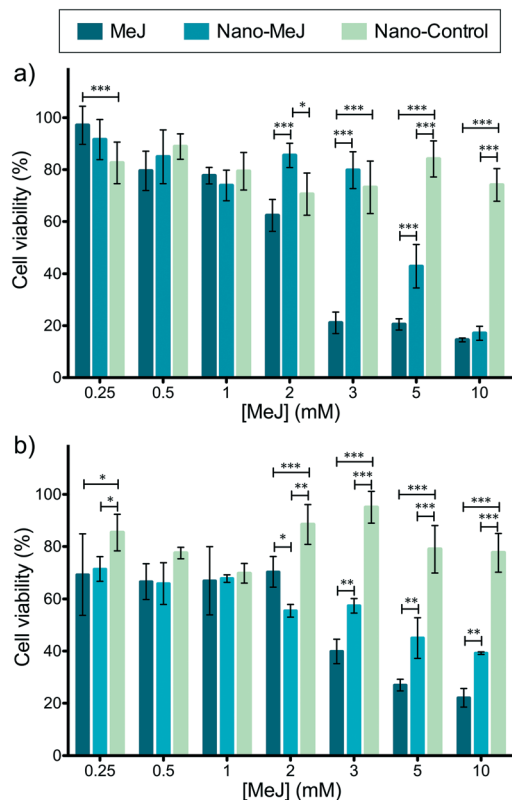 MeJ Nano-MeJ Nano-Control
a)
Cell viability (%)
100
80
60
40
20
0
*** *** * *** *** *** *** *** *** ***
0.25 0.5 1 2 3 5 10
[MeJ] (mM)
b)
Cell viability (%)
100
80
60
40
20
0
* * *** ** * *** *** ** *** *** ** *** *** **
0.25 0.5 1 2 3 5 10
[MeJ] (mM)